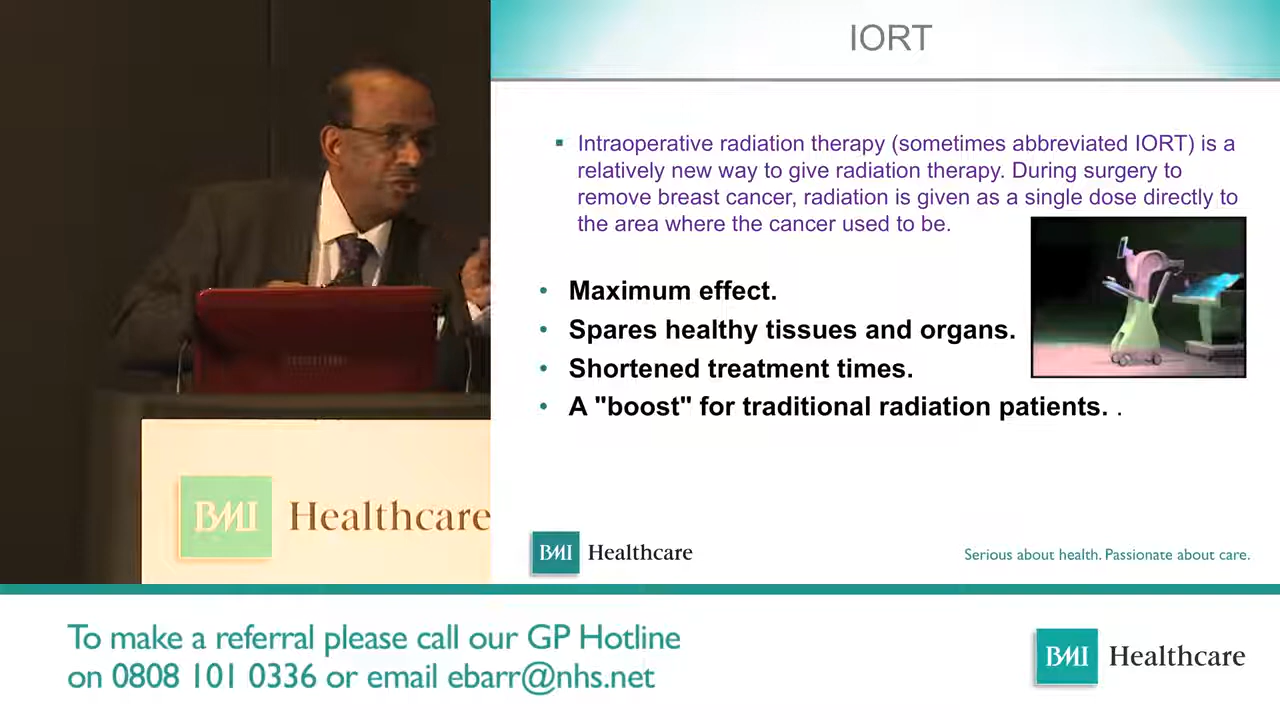 IORT
Intraoperative radiation therapy (sometimes abbreviated IORT) is a
relatively new way to give radiation therapy. During surgery to
remove breast cancer, radiation is given as a single dose directly to
the area where the cancer used to be.
• Maximum effect.
• Spares healthy tissues and organs.
• Shortened treatment times.
• A "boost" for traditional radiation patients. .
BMI Healthcare
BMI Healthcare
Serious about health. Passionate about care.
To make a referral please call our GP Hotline
on 0808 101 0336 or email ebarr@nhs.net
BMI Healthcare